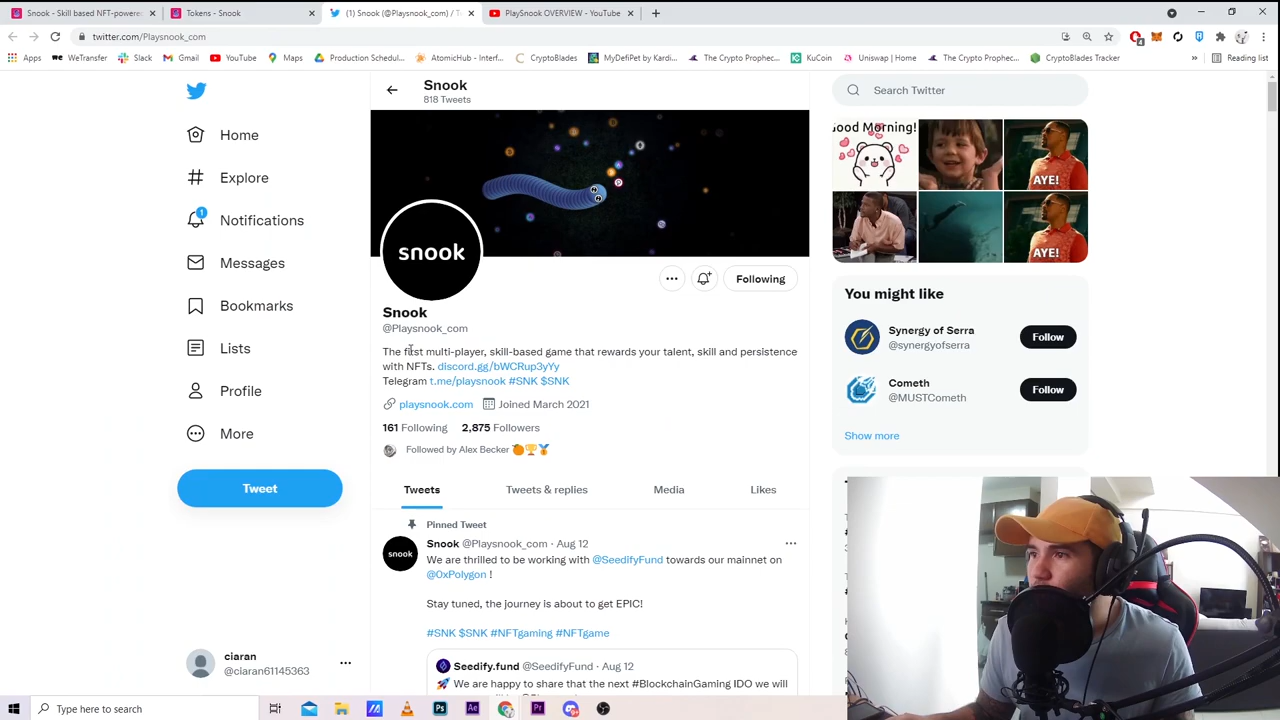 Snook - Skill based NFT-powere
Tokens - Snook
(1) Snook (@Playsnook_com) / T
PlaySnook OVERVIEW - YouTube
twitter.com/Playsnook_com
Apps
WeTransfer
Slick
Gmail
YouTube
Maps
Production Schedul...
AtomicHub - Interf...
CryptoBlades
MyDefiPet by Kardi...
The Crypto Prophec...
KuCoin
Uniswap | Home
The Crypto Prophec...
CryptoBlades Tracker
Reading list
Snook
818 Tweets
Search Twitter
Home
Explore
1
Notifications
Messages
Bookmarks
Lists
Profile
More
Tweet
Good Morning!
AYE!
AYE!
snook
Following
Snook
@Playsnook_com
The first multi-player, skill-based game that rewards your talent, skill and persistence
with NFTs. discord.gg/bWCRup3yYy
Telegram t.me/playsnook #SNK $SNK
playsnook.com Joined March 2021
161 Following 2,875 Followers
Followed by Alex Becker
You might like
Synergy of Serra
@synergyofserra
Follow
Cometh
@MUSTCometh
Follow
Show more
Tweets Tweets & replies Media Likes
Pinned Tweet
snook
Snook @Playsnook_com · Aug 12
We are thrilled to be working with @SeedifyFund towards our mainnet on
@0xPolygon !
Stay tuned, the journey is about to get EPIC!
#SNK $SNK #NFTgaming #NFTgame
Seedify.fund @SeedifyFund · Aug 12
We are happy to share that the next #BlockchainGaming IDO we will
ciaran
@ciaran61145363
Type here to search